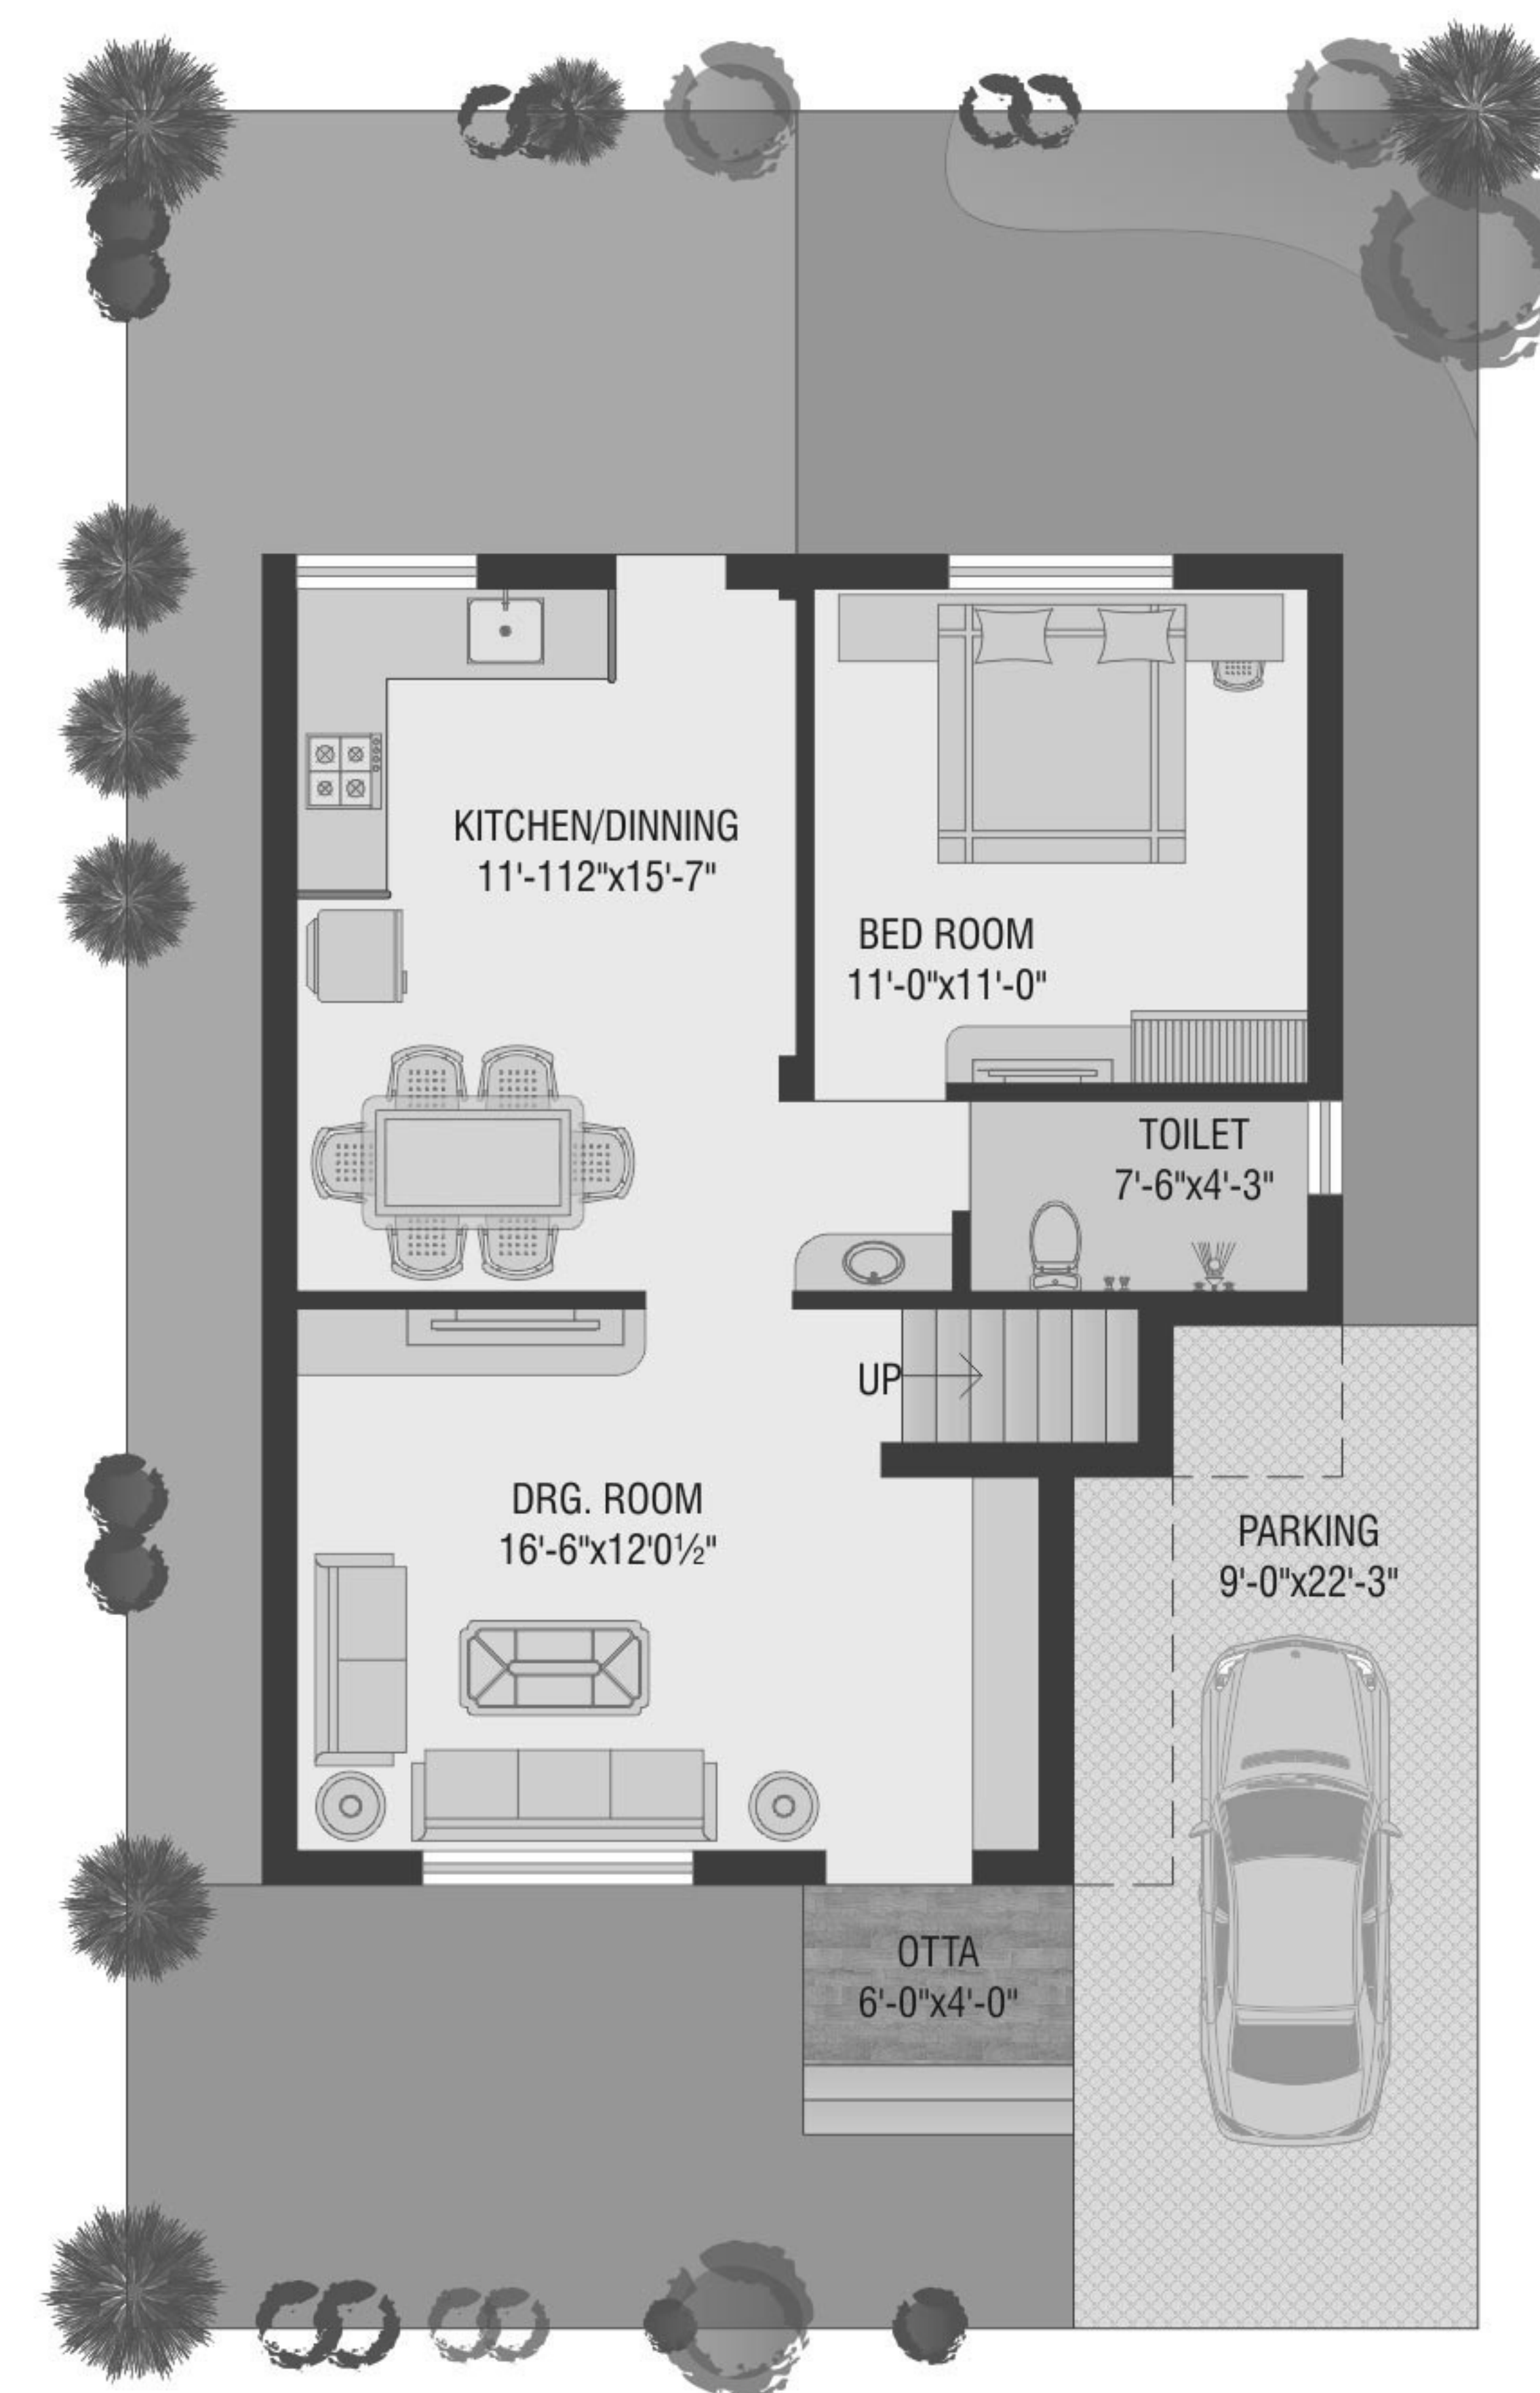 KITCHEN/DINNING
11'-112"x15'-7"
BED ROOM
11'-0"x11'-0"
TOILET
7'-6"x4'-3"
UP
DRG. ROOM
16'-6"x12'0½"
PARKING
9'-0"x22'-3"
OTTA
6'-0"x4'-0"